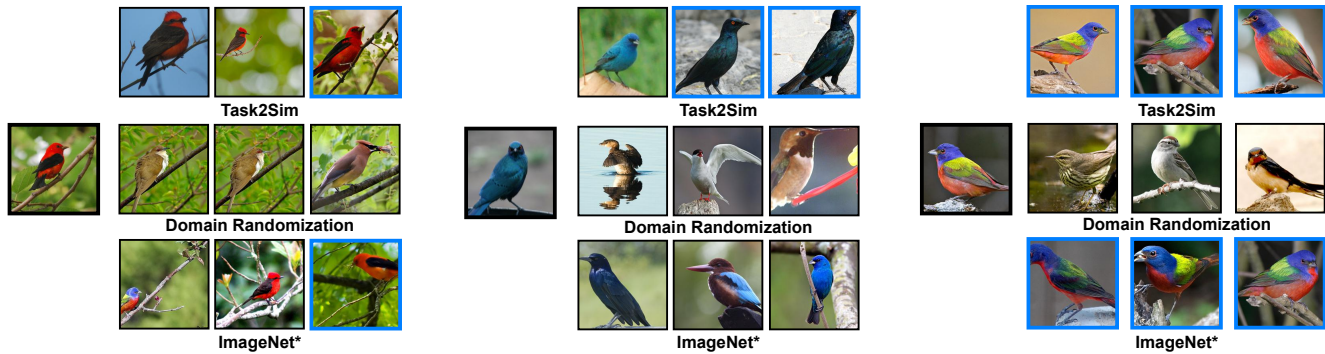 Task2Sim
Task2Sim
Task2Sim
Domain Randomization
Domain Randomization
Domain Randomization
ImageNet*
ImageNet*
ImageNet*